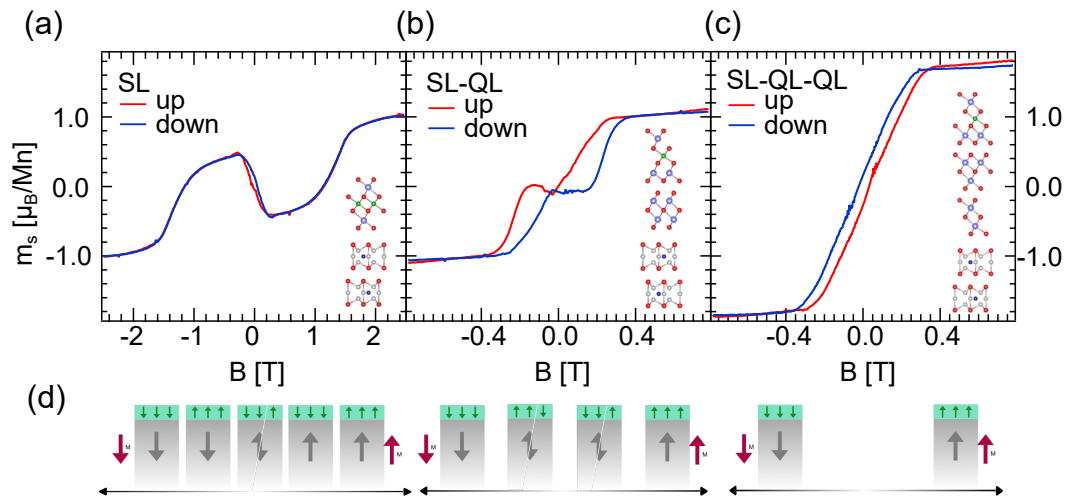 (a)
(b)
(c)
SL
up
down
SL-QL
up
down
SL-QL-QL
up
down
1.0
0.0
-1.0
1.0
0.0
-1.0
m_s [μ_B/Mn]
-2 -1 0 1 2
-0.4 0.0 0.4
-0.4 0.0 0.4
B [T]
B [T]
B [T]
(d)
M
M
M
M
M
M